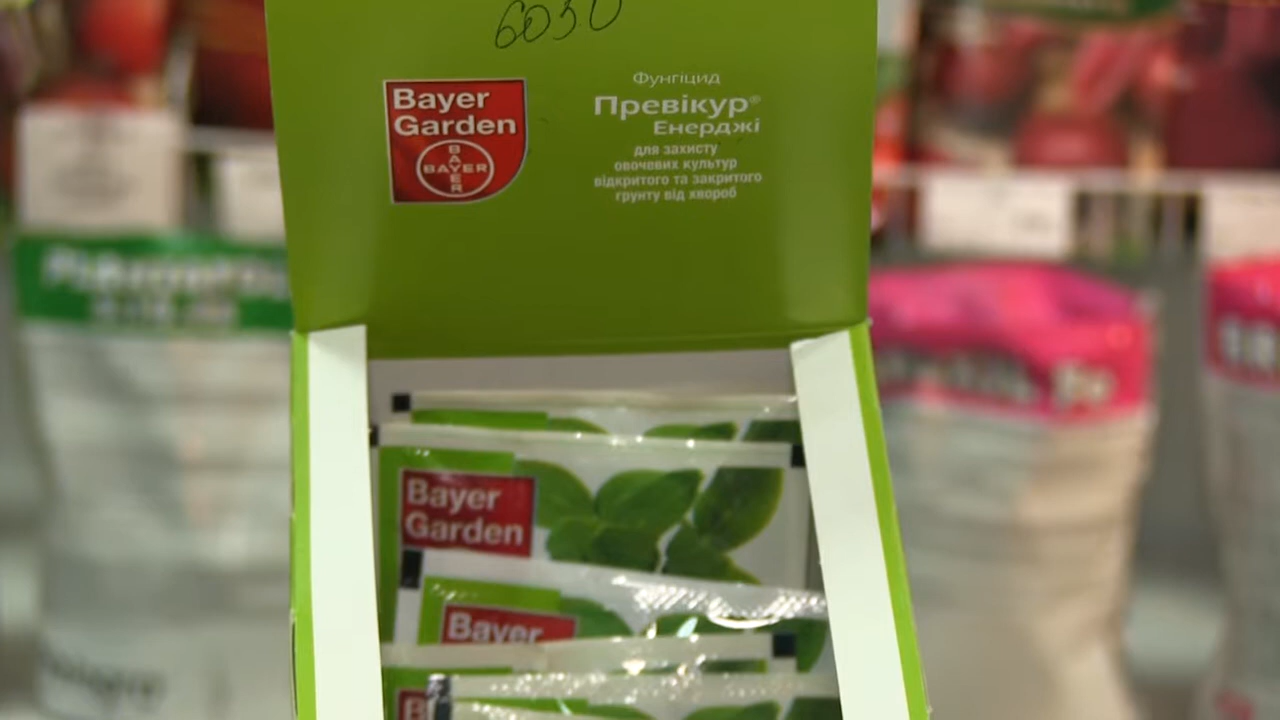 6030
Bayer
Garden
BAYER
BAYER
Фунгіцид
Превікур®
Енерджі
для захисту
овочевих культур
відкритого та закритого
грунту від хвороб
Bayer
Garden
Bayer